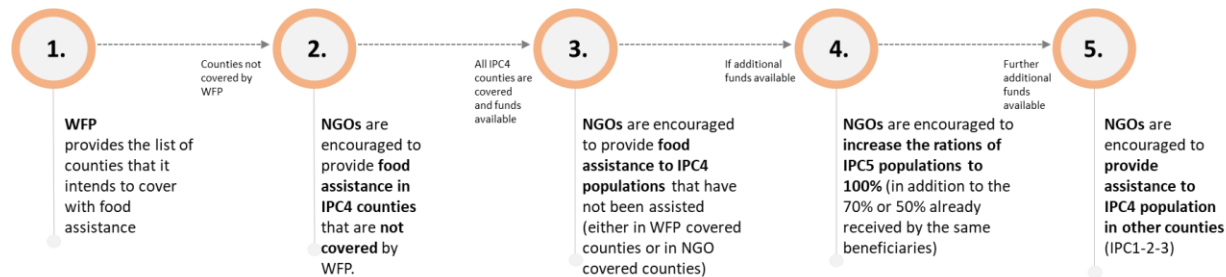 1.
Counties not
covered by
WFP
2.
All IPC4
counties are
covered
and funds
available
3.
If additional
funds available
4.
Further
additional
funds
available
5.
WFP
provides the list of
counties that it
intends to cover
with food
assistance
NGOs are
encouraged to
provide food
assistance in
IPC4 counties
that are not
covered by
WFP.
NGOs are encouraged
to provide food
assistance to IPC4
populations that have
not been assisted
(either in WFP covered
counties or in NGO
covered counties)
NGOs are encouraged to
increase the rations of
IPC5 populations to
100% (in addition to the
70% or 50% already
received by the same
beneficiaries)
NGOs are
encouraged to
provide
assistance to
IPC4 population
in other counties
(IPC1-2-3)